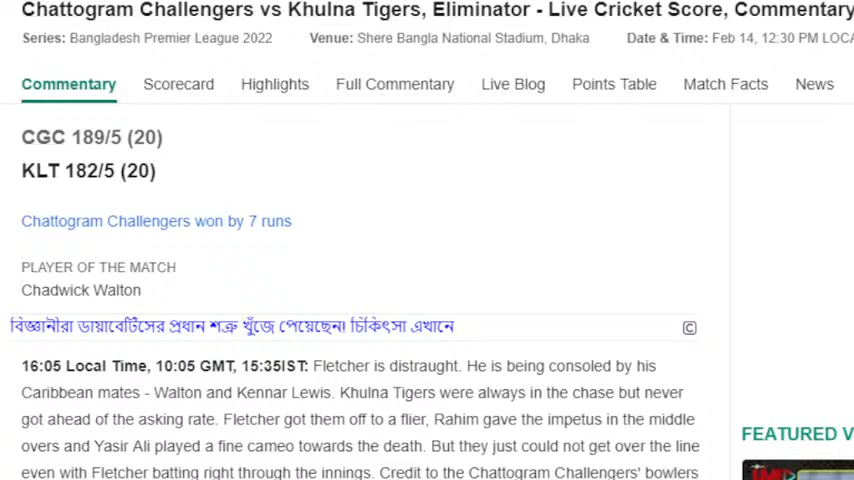 Chattogram Challengers vs Khulna Tigers, Eliminator - Live Cricket Score, Commentary
Series: Bangladesh Premier League 2022 Venue: Shere Bangla National Stadium, Dhaka Date & Time: Feb 14, 12:30 PM LOCA
Commentary Scorecard Highlights Full Commentary Live Blog Points Table Match Facts News
CGC 189/5 (20)
KLT 182/5 (20)
Chattogram Challengers won by 7 runs
PLAYER OF THE MATCH
Chadwick Walton
বিজ্ঞানীরা ডায়াবেটিসের প্রধান শত্রু খুঁজে পেয়েছেন! চিকিৎসা এখানে
16:05 Local Time, 10:05 GMT, 15:35IST: Fletcher is distraught. He is being consoled by his
Caribbean mates - Walton and Kennar Lewis. Khulna Tigers were always in the chase but never
got ahead of the asking rate. Fletcher got them off to a flier, Rahim gave the impetus in the middle
overs and Yasir Ali played a fine cameo towards the death. But they just could not get over the line
even with Fletcher batting right through the innings. Credit to the Chattogram Challengers' bowlers
FEATURED V